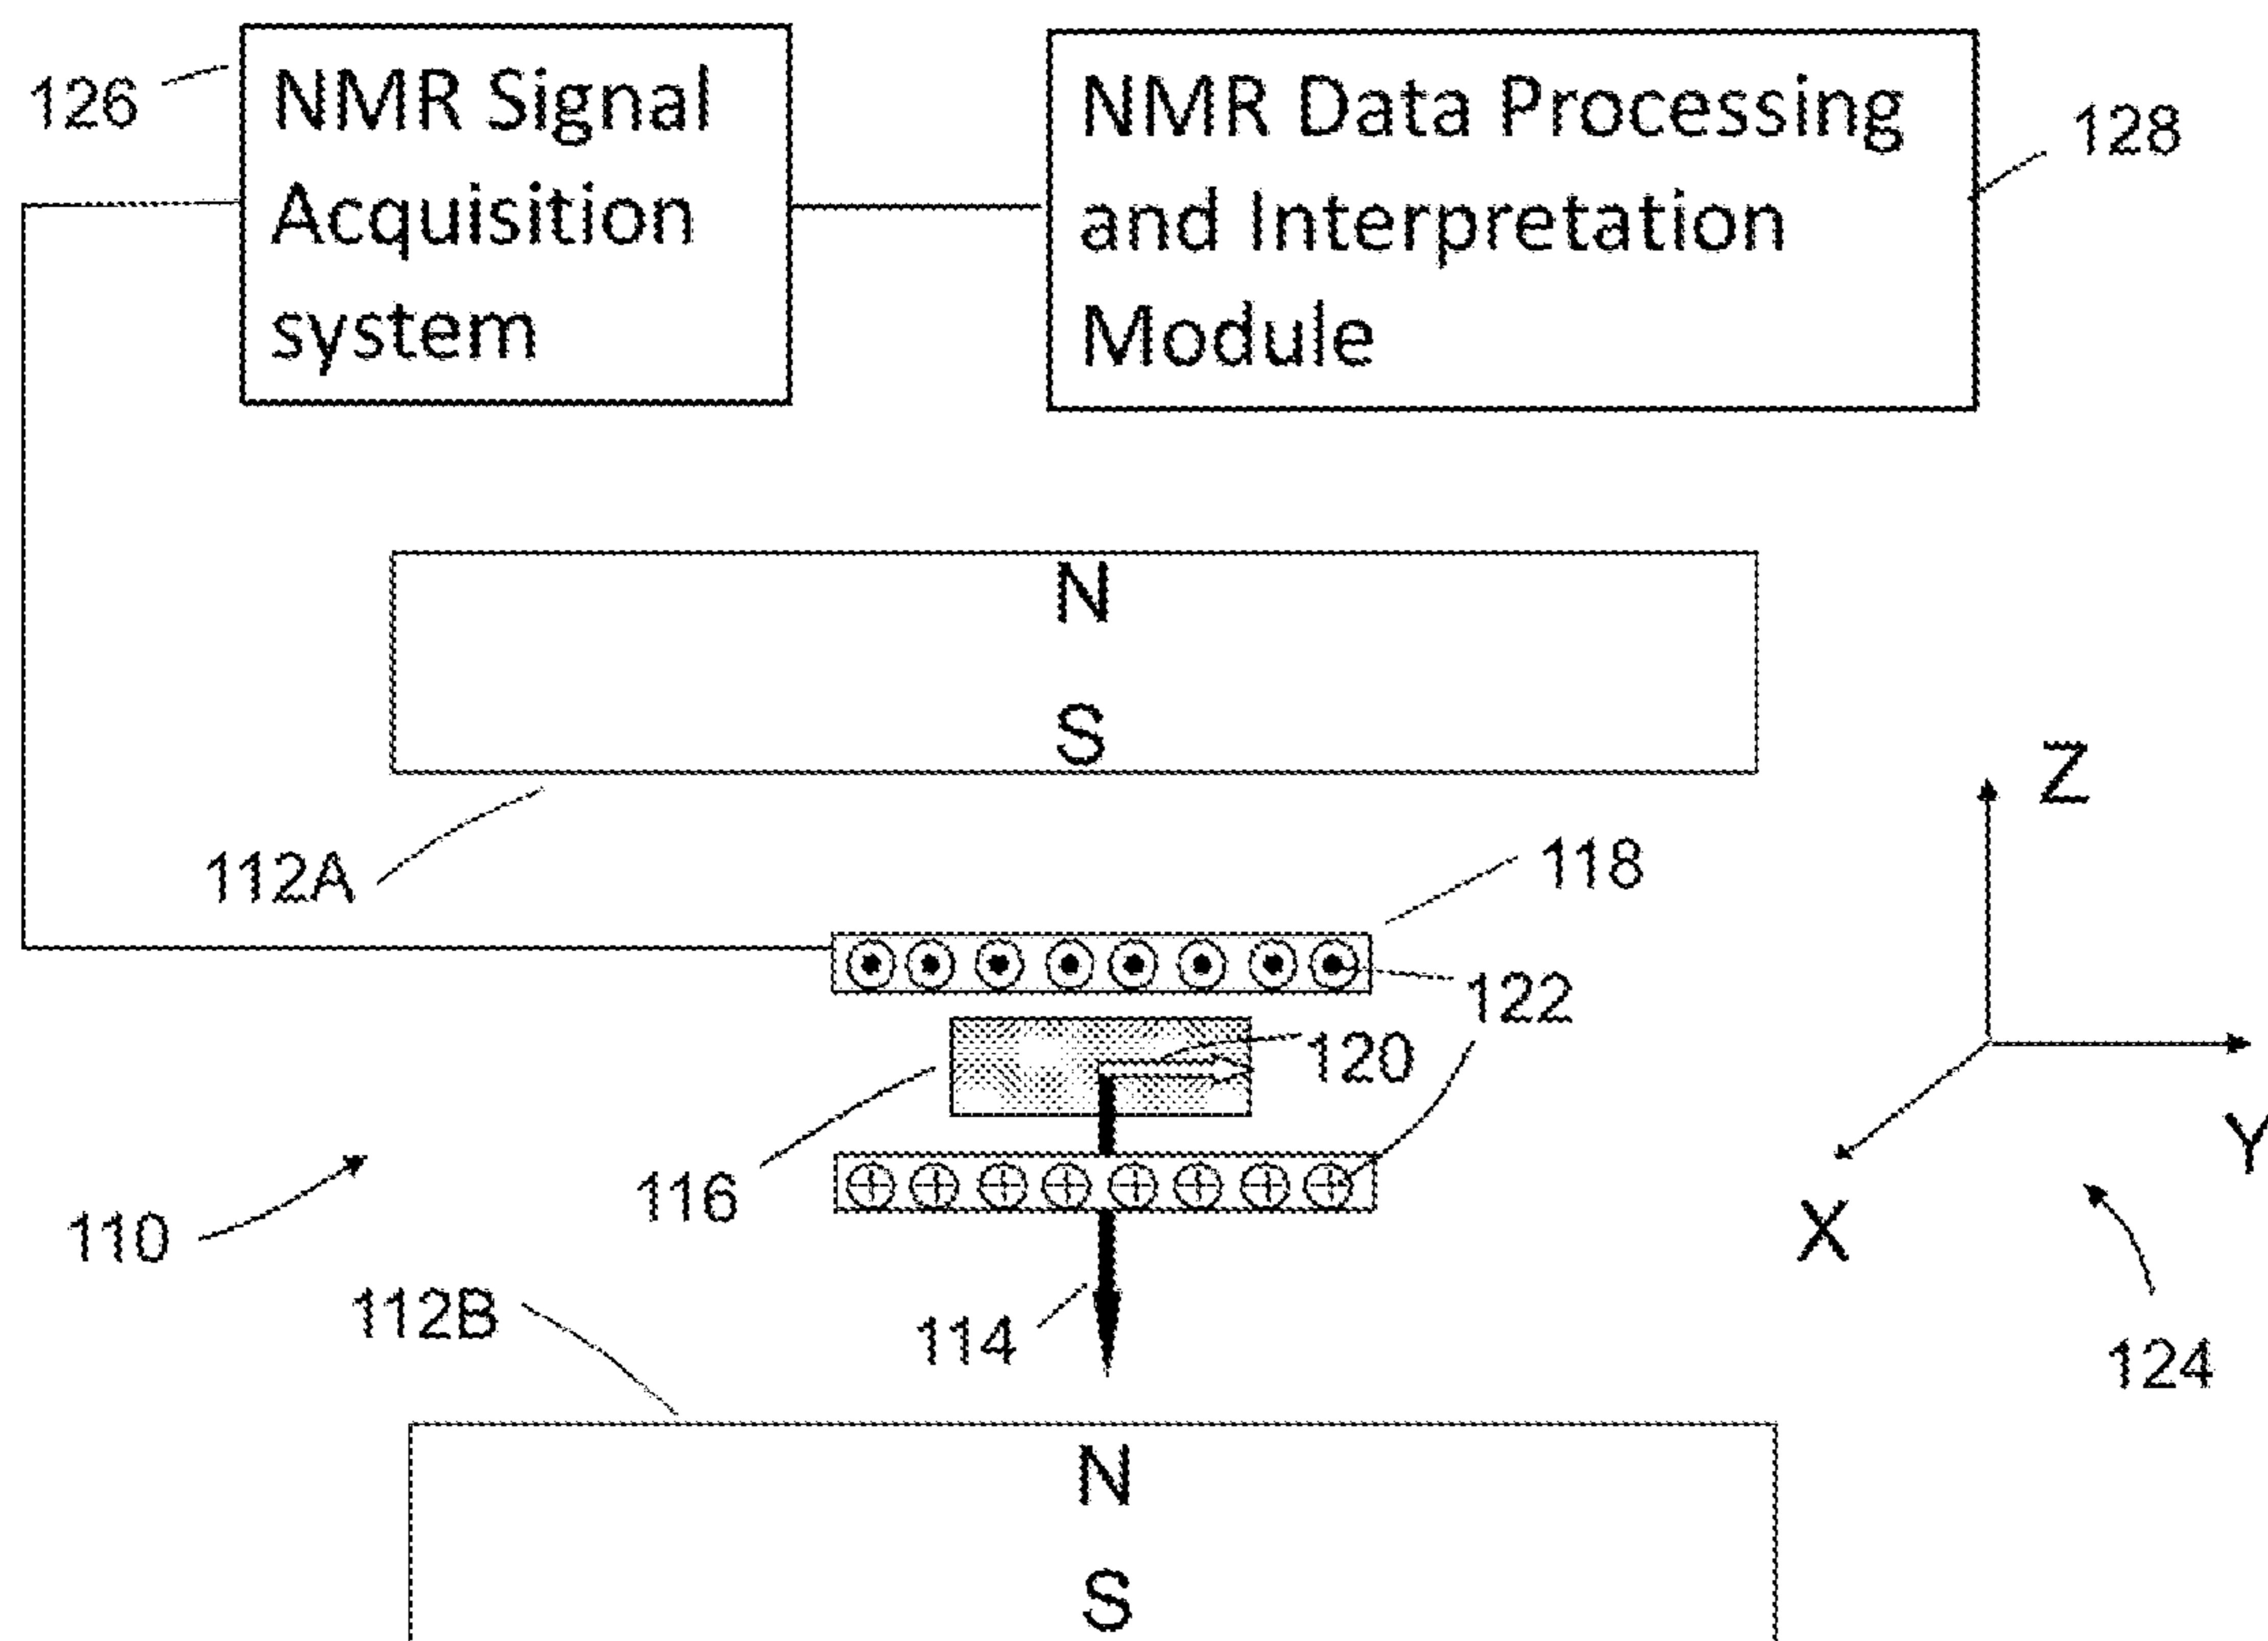 126
NMR Signal
Acquisition
system
NMR Data Processing
and Interpretation
Module
128
N
S
Z
112A
118
122
120
116
Y
X
110
112B
114
124
N
S